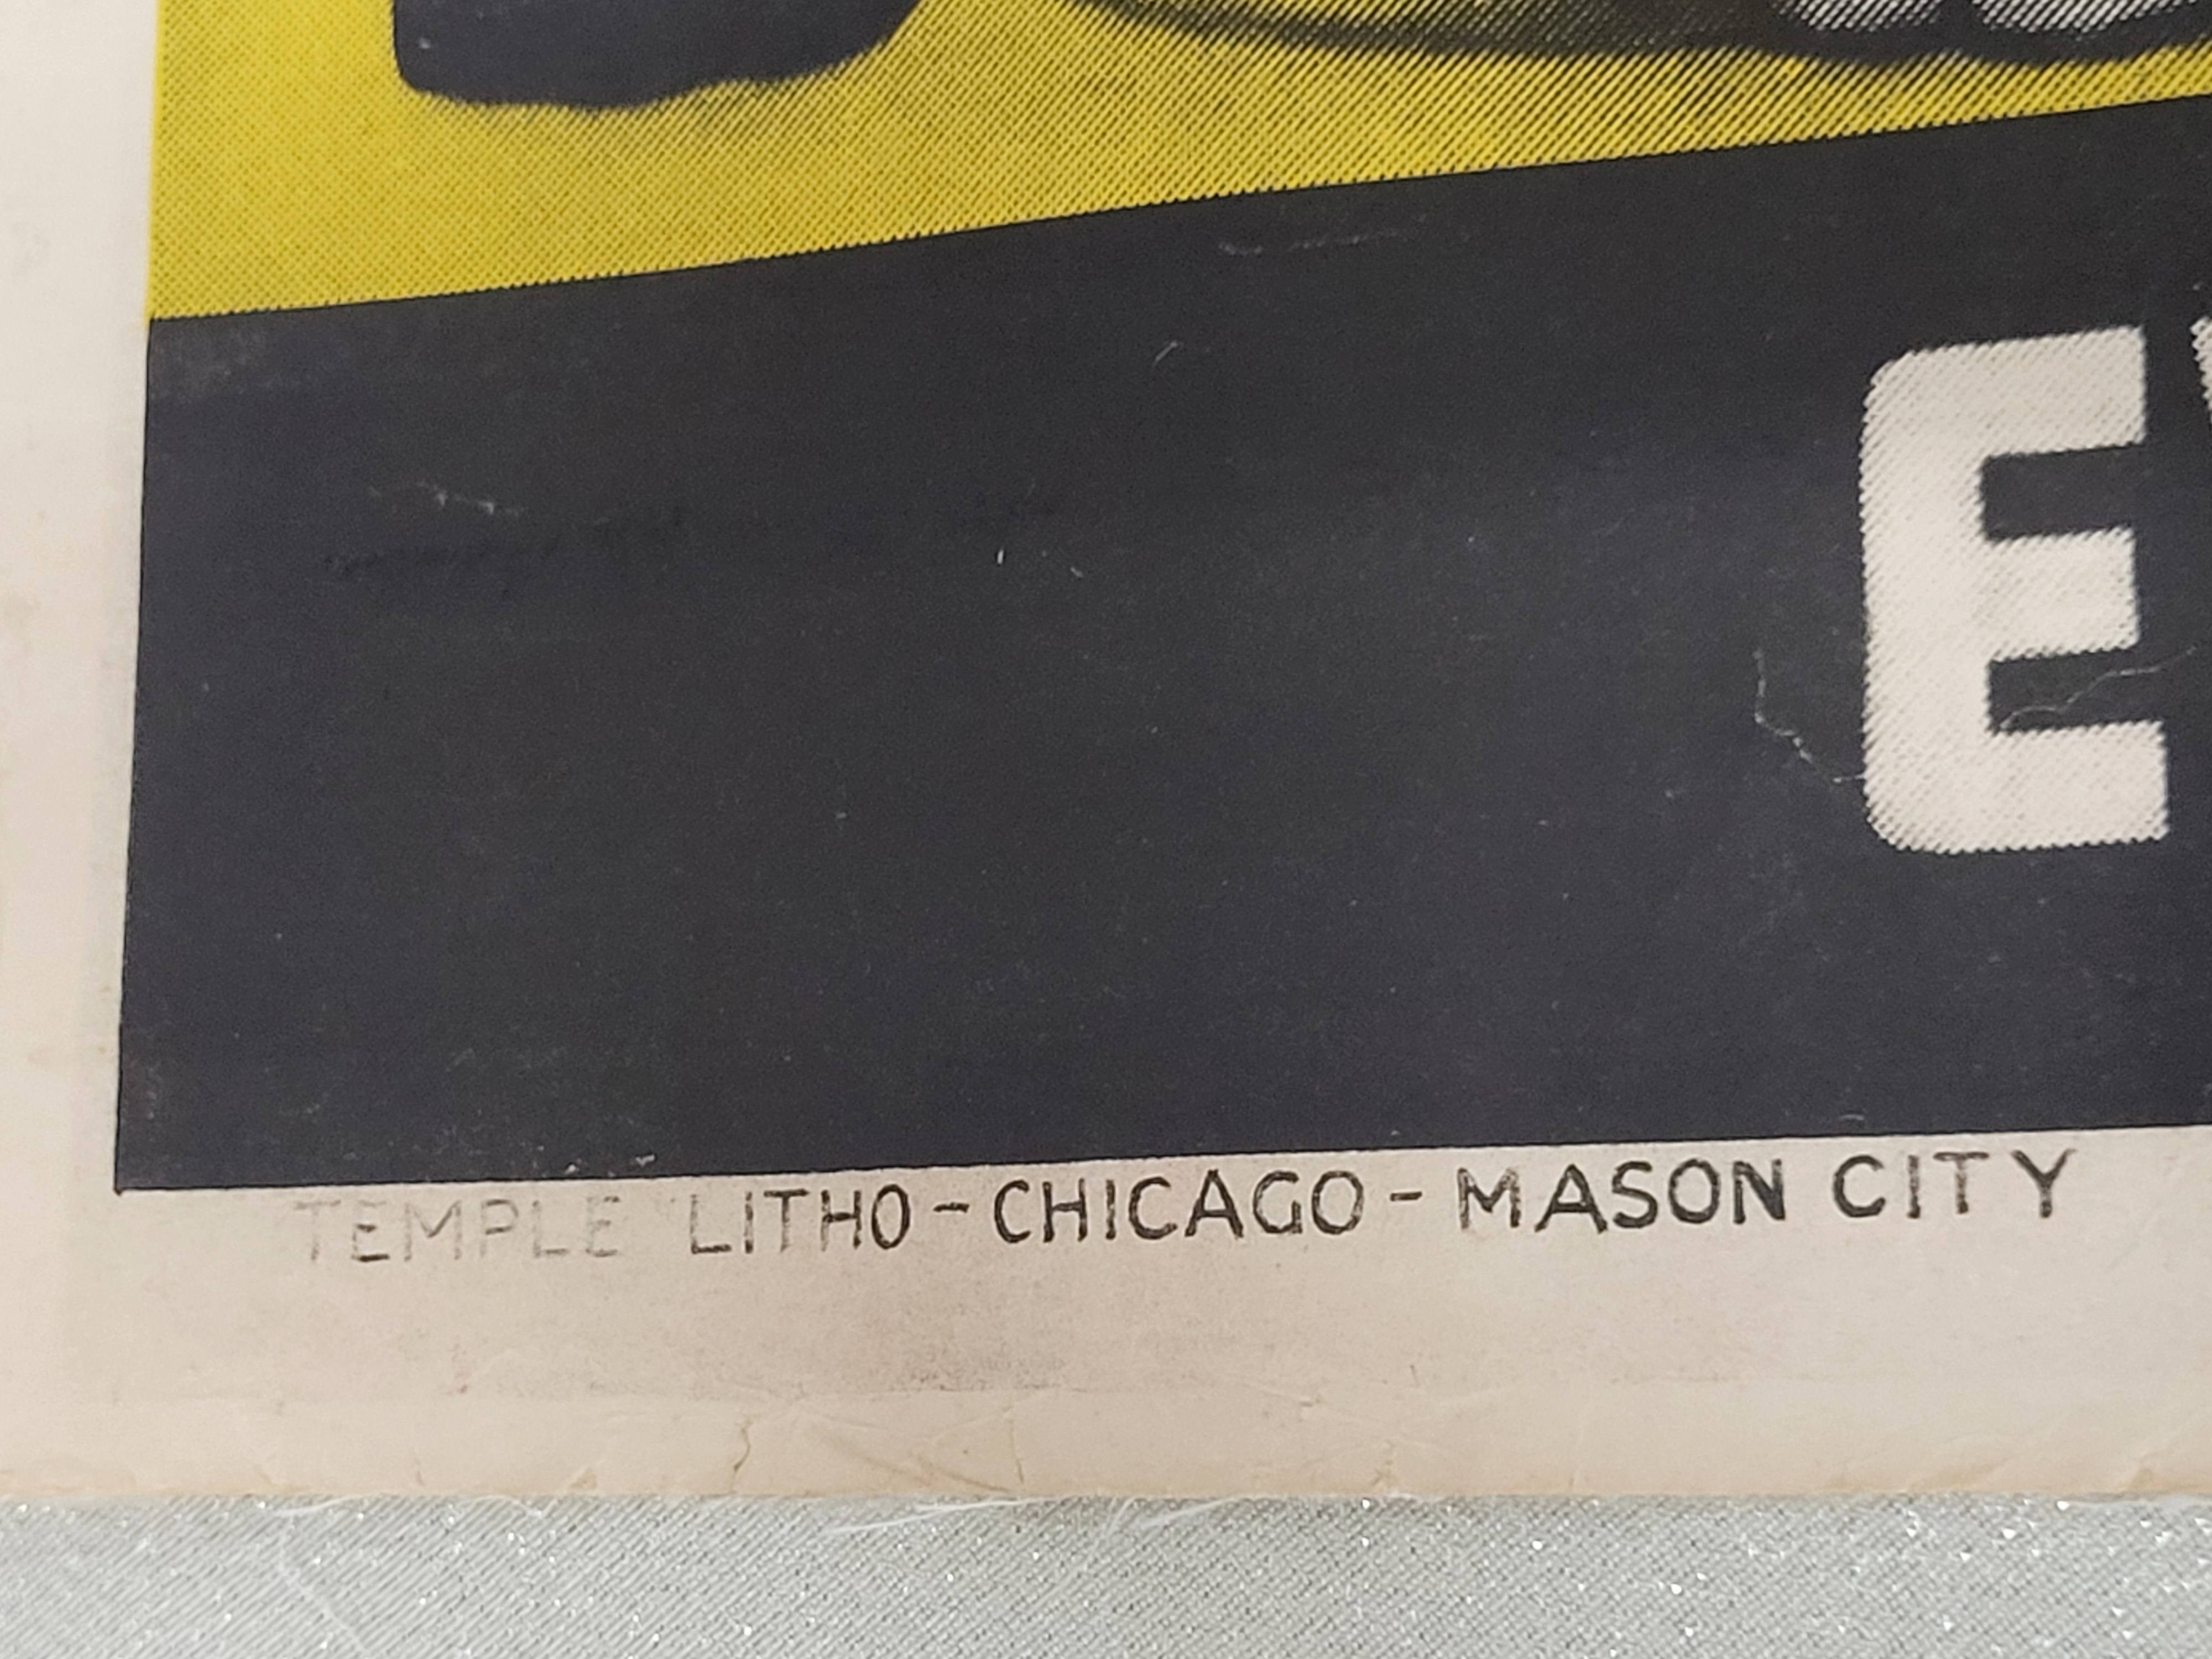 E
TEMPLE LITHO - CHICAGO - MASON CITY